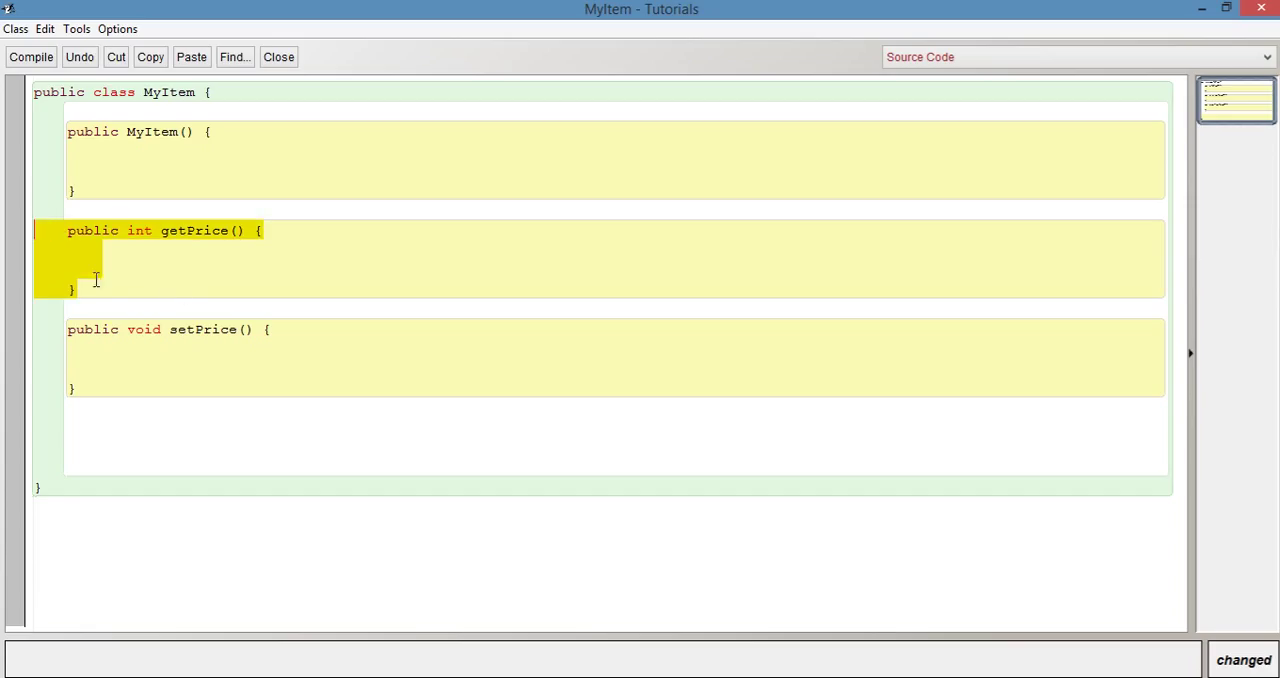 MyItem - Tutorials
Class Edit Tools Options
Compile Undo Cut Copy Paste Find... Close Source Code
public class MyItem {
public MyItem() {
}
public int getPrice() {
}
public void setPrice() {
}
}
changed